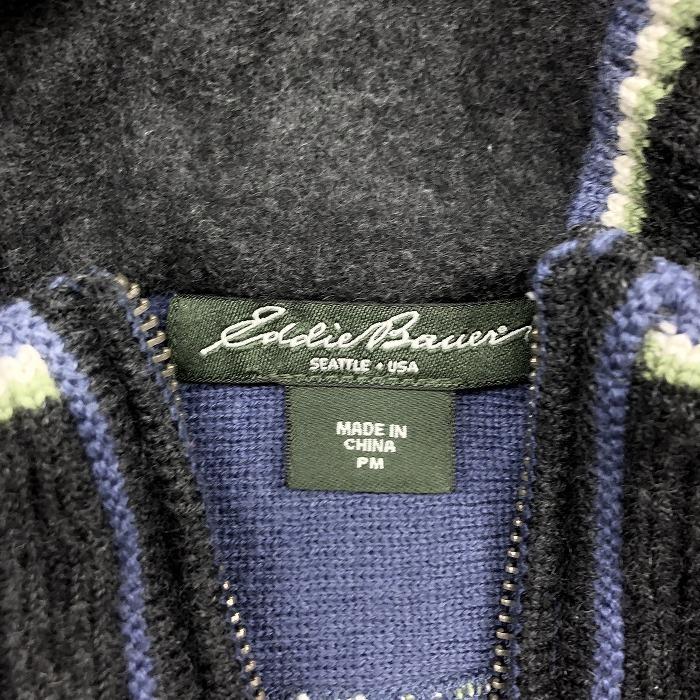 Eddie Bauer®
SEATTLE • USA
MADE IN
CHINA
PM